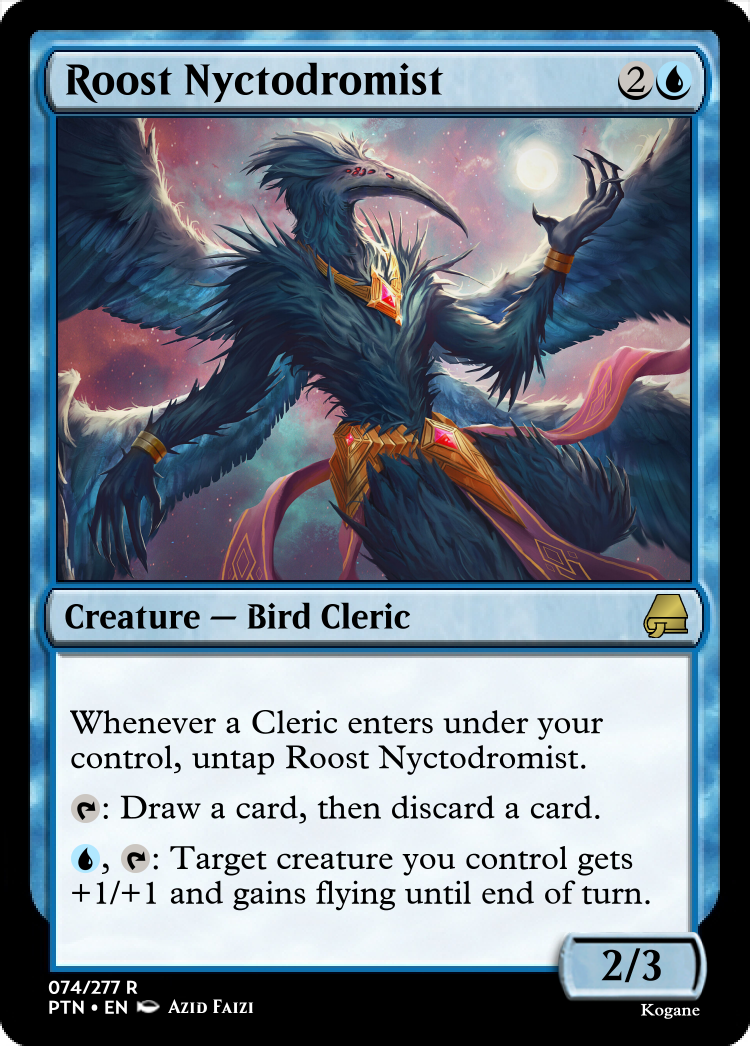 Roost Nyctodromist 2
Creature — Bird Cleric
Whenever a Cleric enters under your
control, untap Roost Nyctodromist.
: Draw a card, then discard a card.
, : Target creature you control gets
+1/+1 and gains flying until end of turn.
2/3
074/277 R
PTN • EN Azid Faizi
Kogane